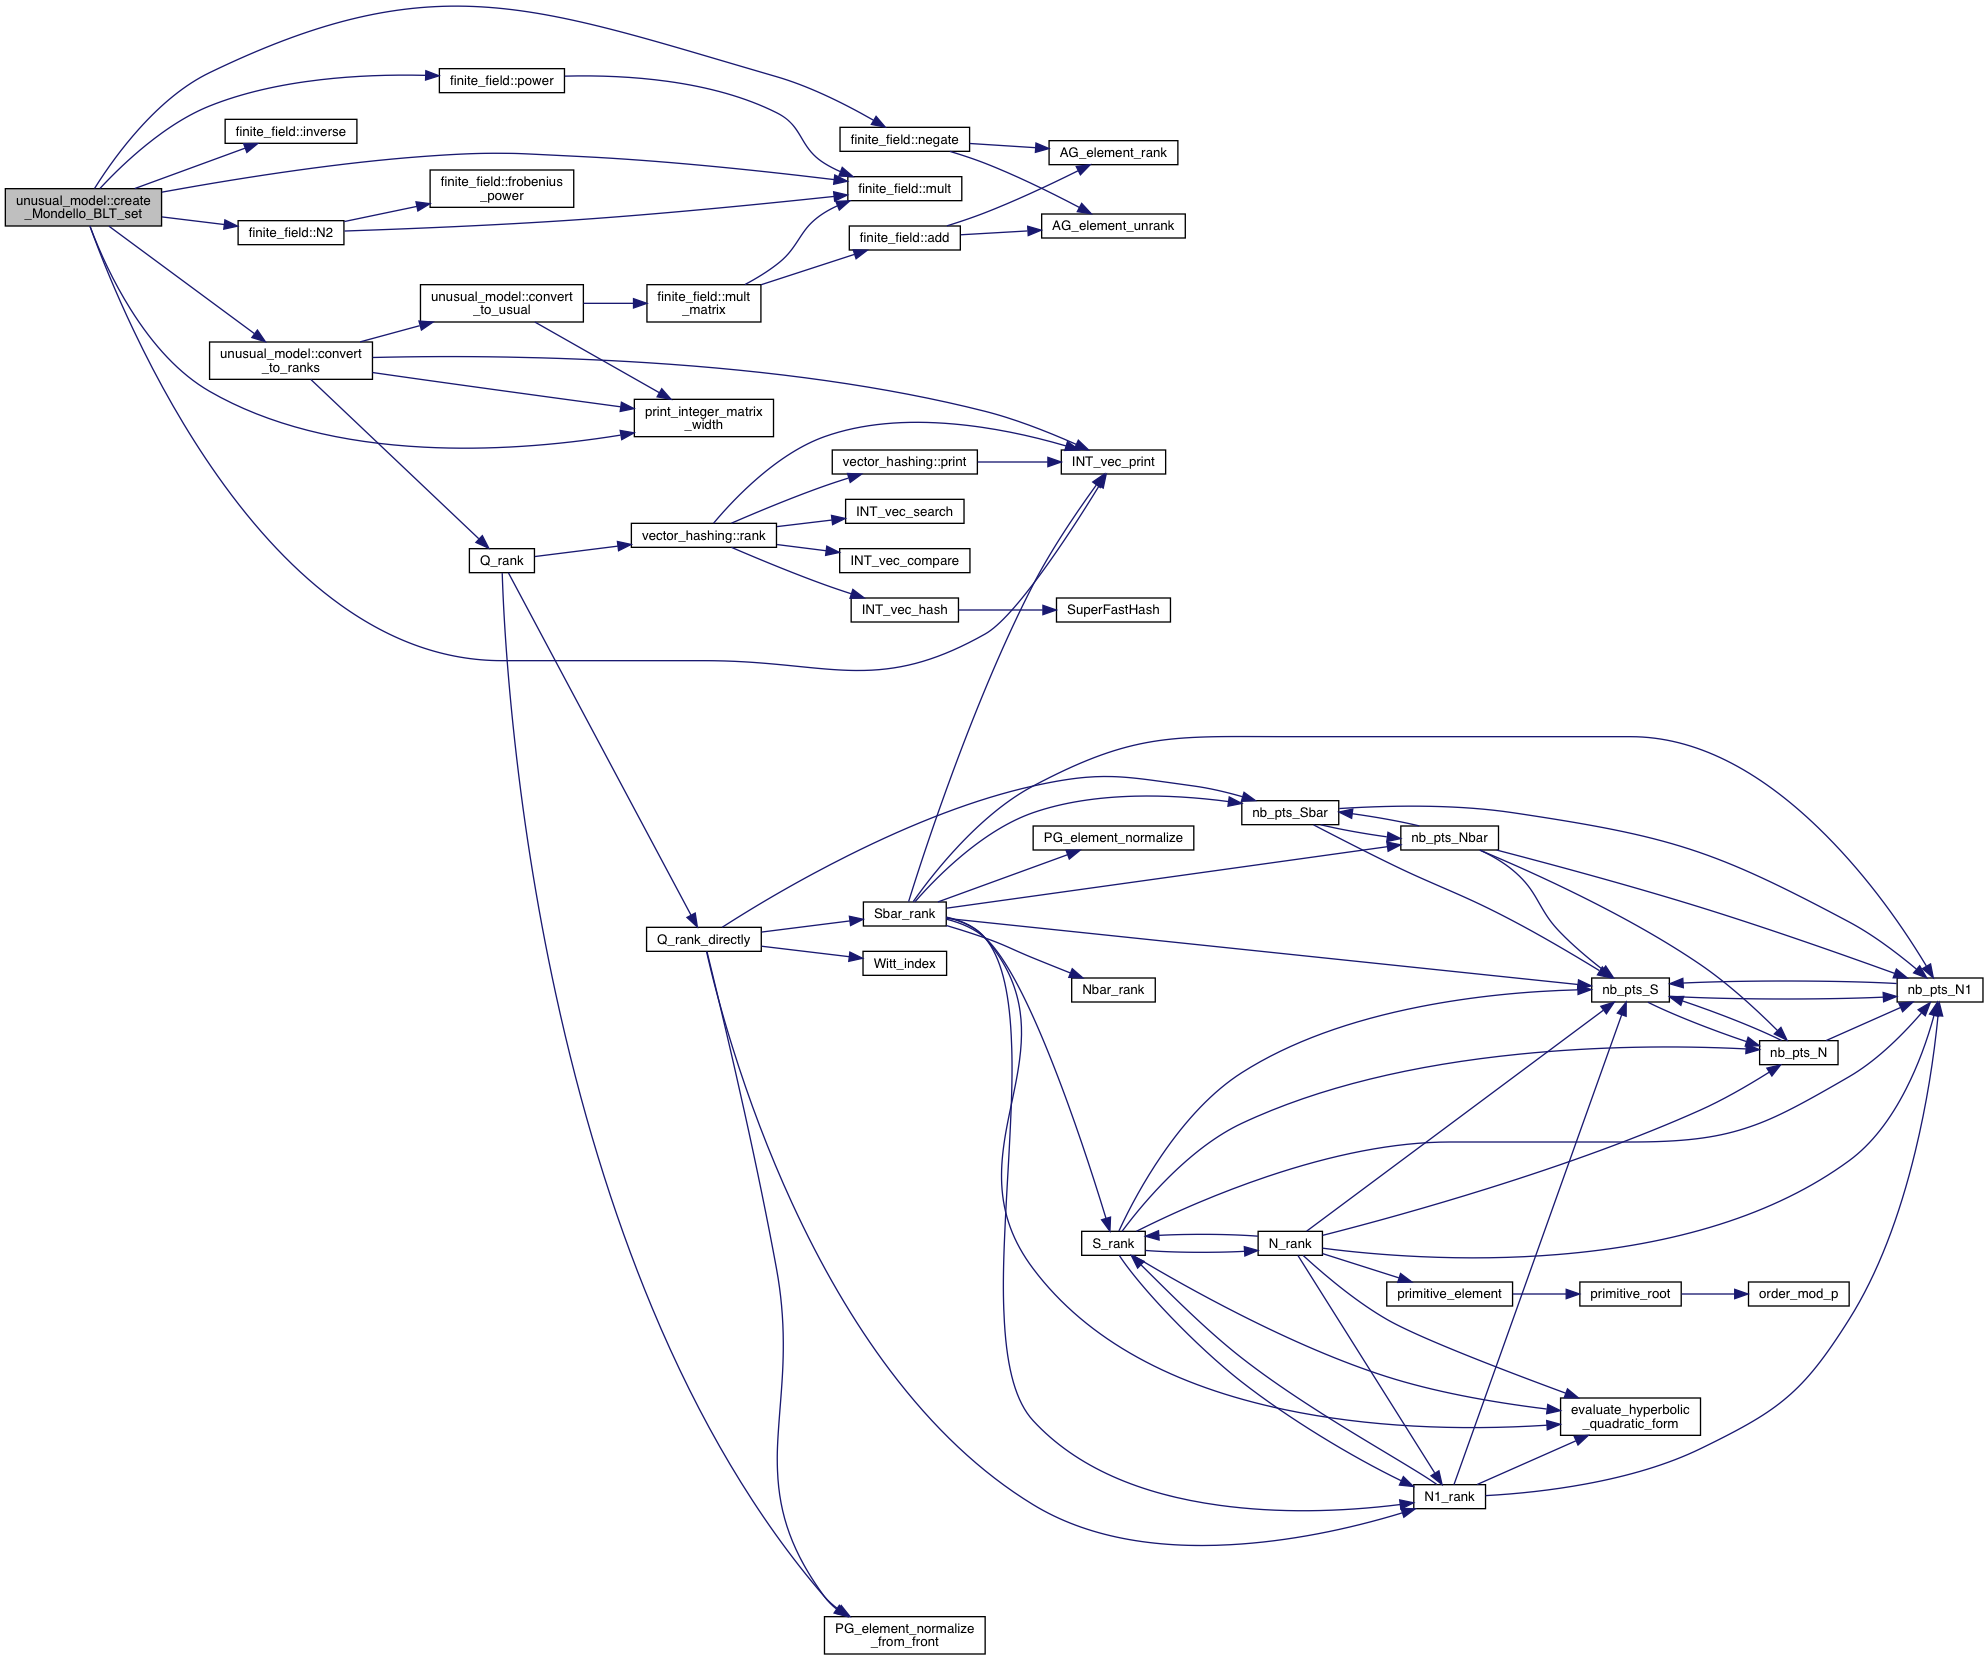 unusual_model::create
_Mondello_BLT_set
finite_field::power
finite_field::inverse
finite_field::frobenius
_power
finite_field::N2
finite_field::negate
finite_field::mult
finite_field::add
AG_element_rank
AG_element_unrank
unusual_model::convert
_to_usual
finite_field::mult
_matrix
unusual_model::convert
_to_ranks
print_integer_matrix
_width
INT_vec_print
vector_hashing::print
INT_vec_search
vector_hashing::rank
Q_rank
INT_vec_compare
INT_vec_hash
SuperFastHash
nb_pts_Sbar
PG_element_normalize
nb_pts_Nbar
Sbar_rank
Q_rank_directly
Witt_index
Nbar_rank
nb_pts_S
nb_pts_N1
nb_pts_N
S_rank
N_rank
primitive_element
primitive_root
order_mod_p
evaluate_hyperbolic
_quadratic_form
N1_rank
PG_element_normalize
_from_front